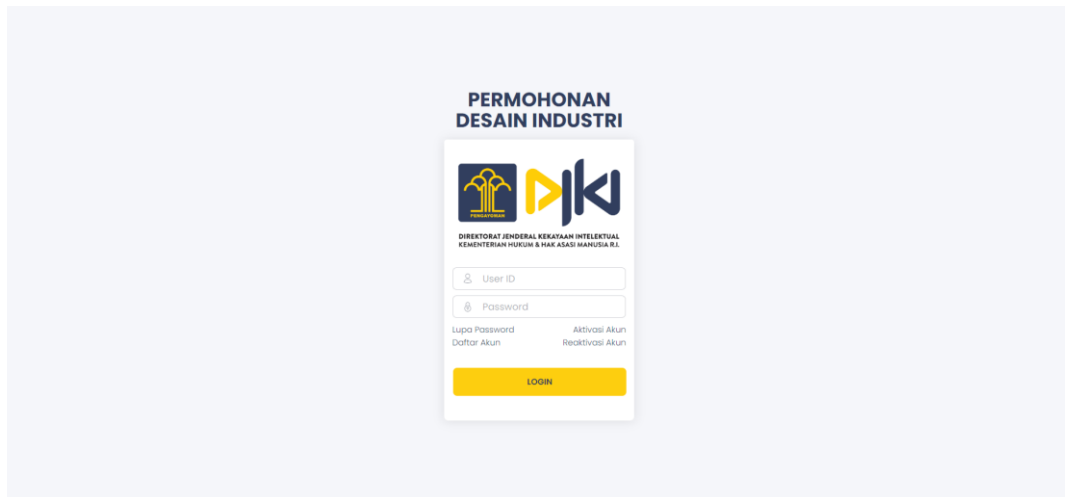 PERMOHONAN
DESAIN INDUSTRI
PENGAYOMAN
DJKI
DIREKTORAT JENDERAL KEKAYAAN INTELEKTUAL
KEMENTERIAN HUKUM & HAK ASASI MANUSIA R.I.
User ID
Password
Lupa Password Aktivasi Akun
Daftar Akun Reaktivasi Akun
LOGIN